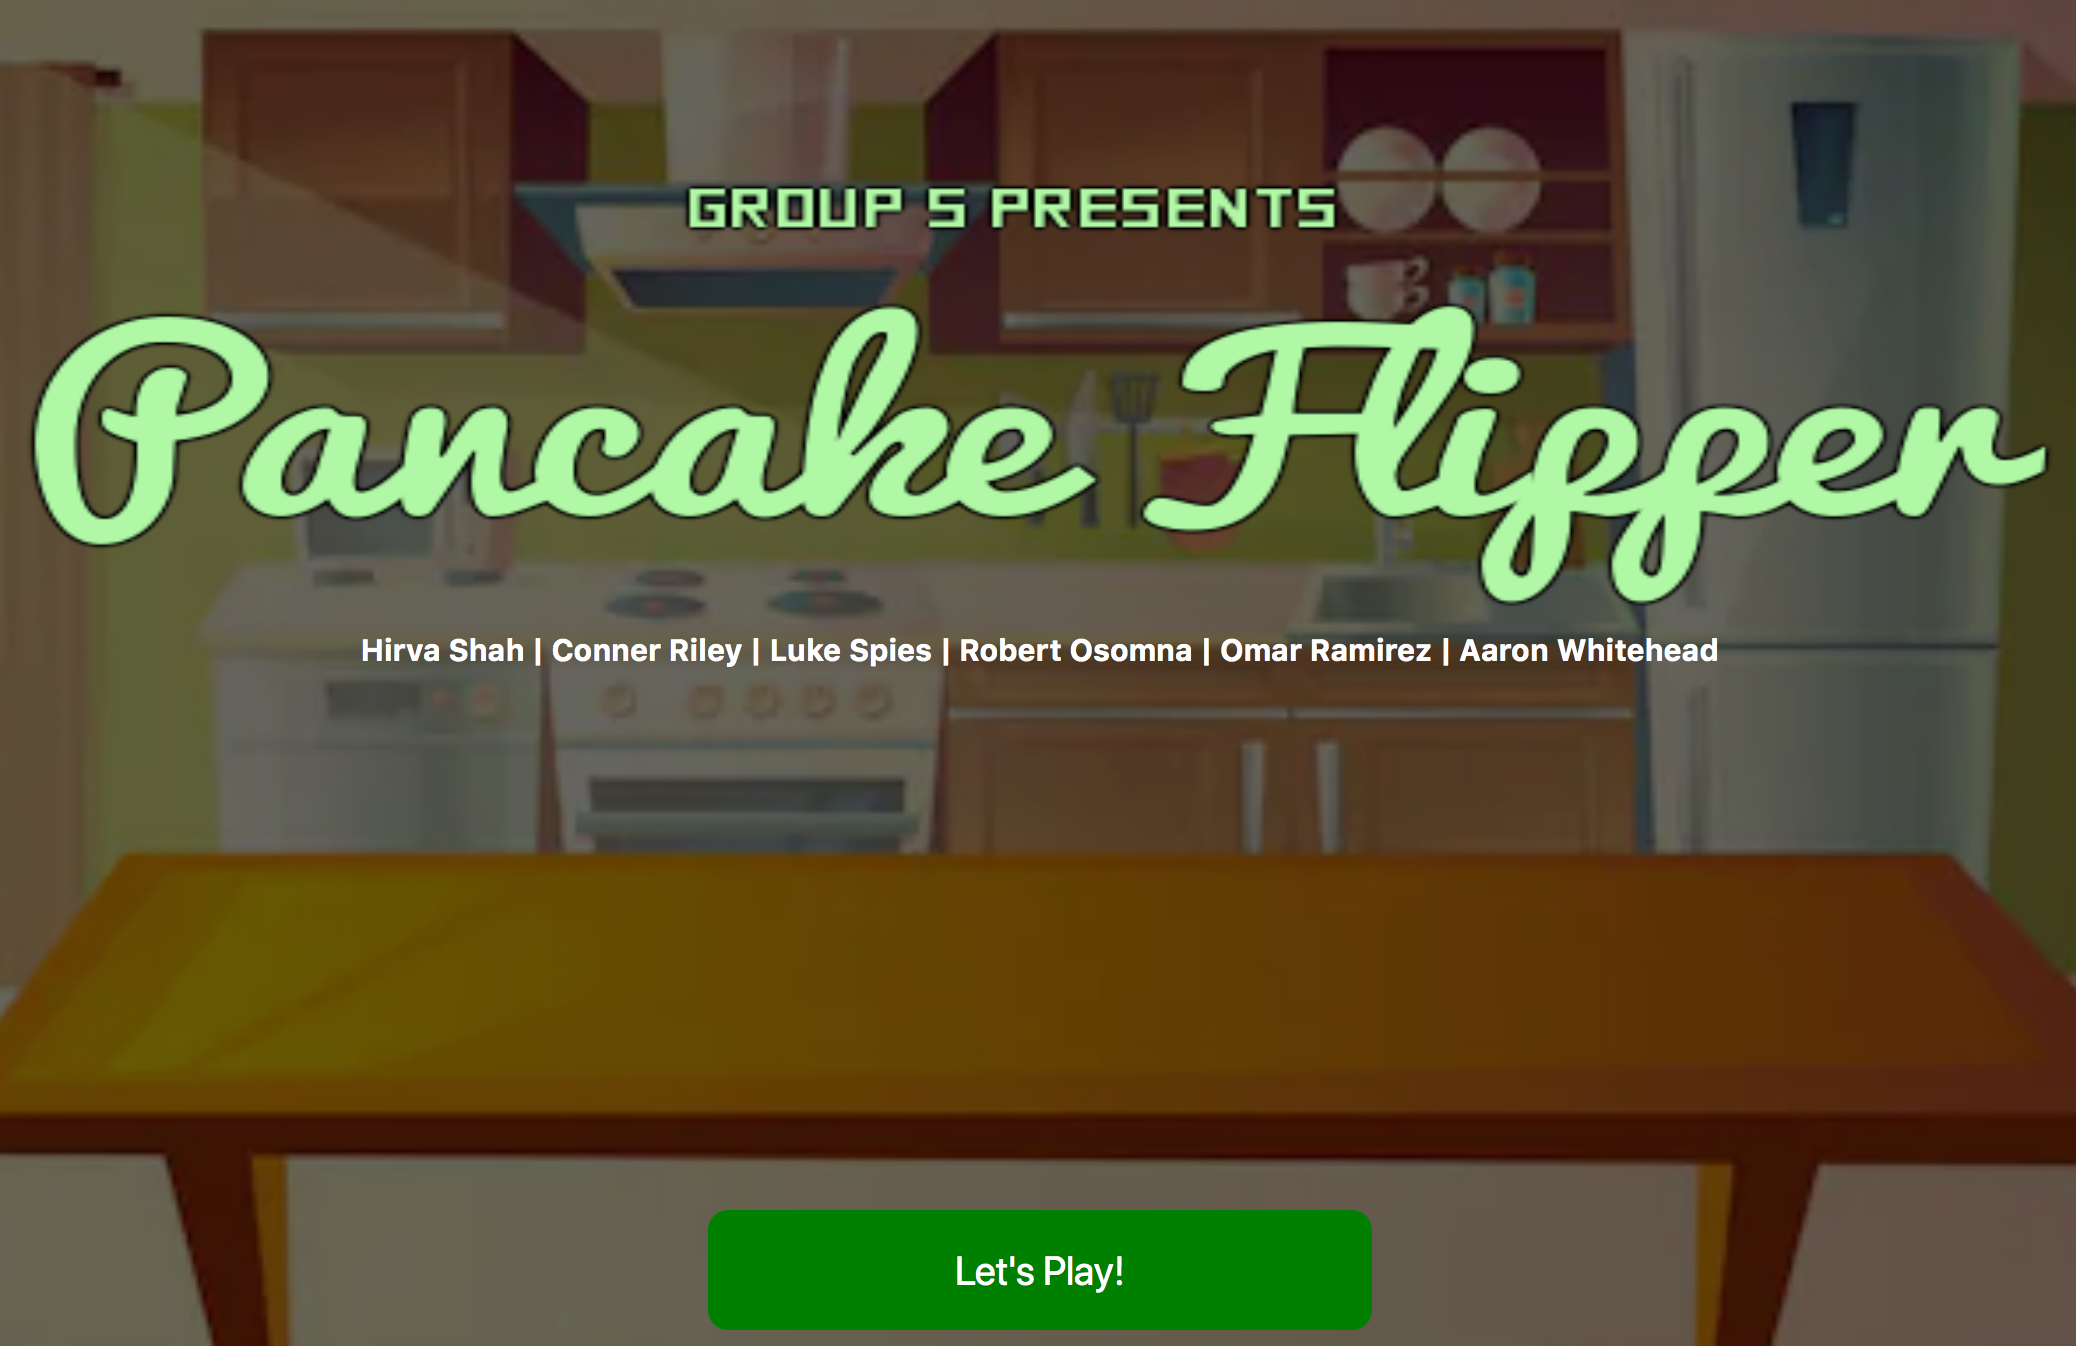 GROUP 5 PRESENTS
Pancake Flipper
Hirva Shah | Conner Riley | Luke Spies | Robert Osomna | Omar Ramirez | Aaron Whitehead
Let's Play!